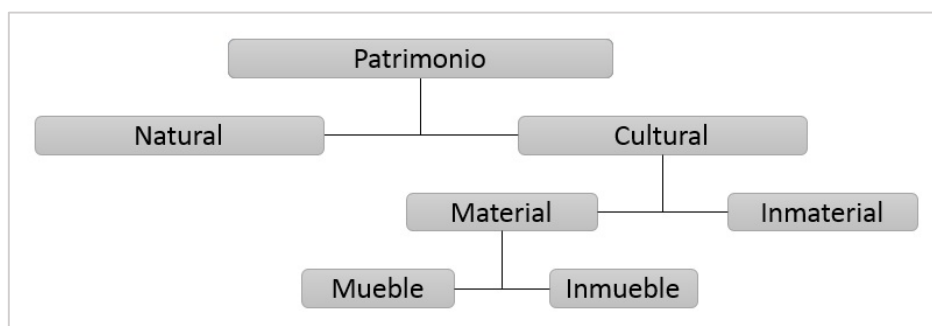 Patrimonio
Natural
Cultural
Material
Inmaterial
Mueble
Inmueble